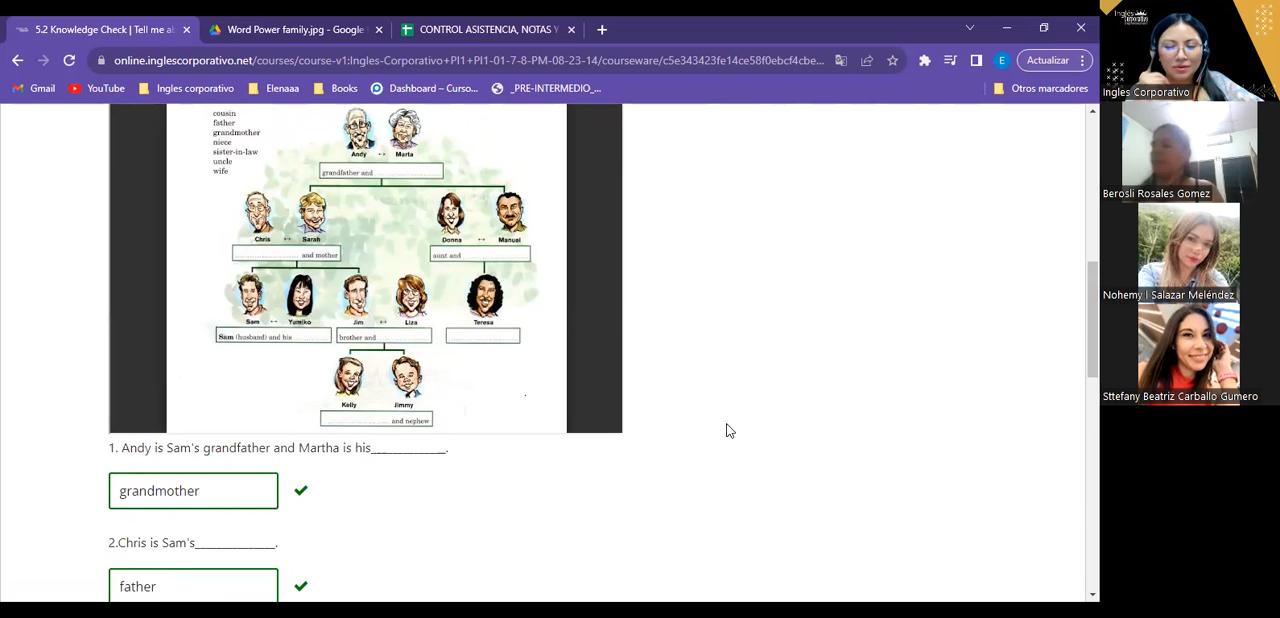 5.2 Knowledge Check | Tell me a
Word Power family.jpg - Google
CONTROL ASISTENCIA, NOTAS Y
online.inglescorporativo.net/courses/course-v1:Ingles-Corporativo+PI1+PI1-01-7-8-PM-08-23-14/courseware/c5e343423fe14ce58f0ebcf4cbe...
E
Actualizar
Gmail
YouTube
Ingles corporativo
Elenaaa
Books
Dashboard – Curso...
_PRE-INTERMEDIO_...
Otros marcadores
cousin
father
grandmother
niece
sister-in-law
uncle
wife
Andy ↔ Marta
grandfather and
Chris ↔ Sarah
Donna ↔ Manual
and mother
aunt and
Sam ↔ Yumiko
Jim ↔ Liza
Teresa
Sam (husband) and his
brother and
Kelly
Jimmy
and nephew
1. Andy is Sam's grandfather and Martha is his_____________.
grandmother
2.Chris is Sam's______________.
father
Inglés
Corporativo
Ingles Corporativo
Berosli Rosales Gomez
Nohemy I Salazar Meléndez
Sttefany Beatriz Carballo Gumero